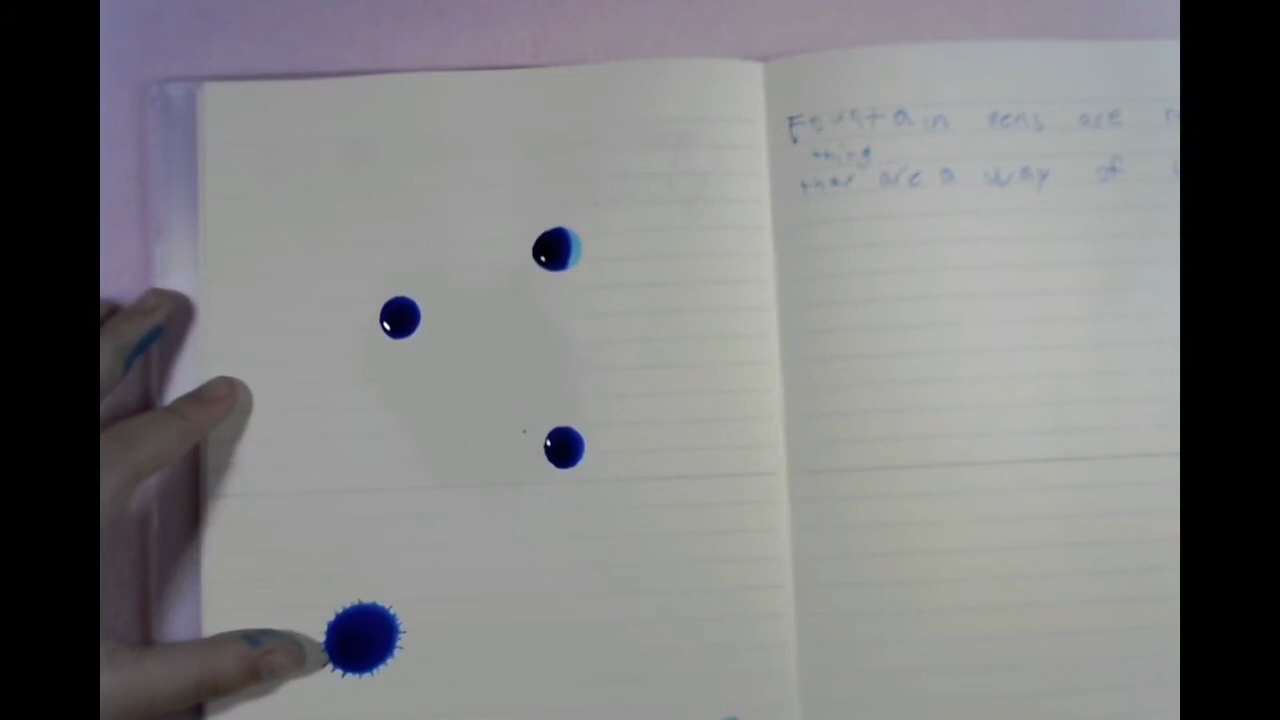 Fountain pens are
thing
that are a way of